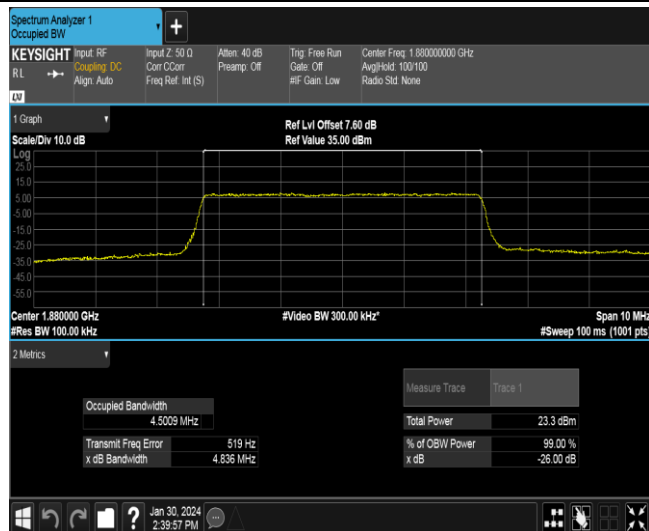 Spectrum Analyzer 1
Occupied BW
+
KEYSIGHT
RL
Input: RF
Coupling: DC
Align: Auto
Input Z: 50 Ω
Corr CCorr
Freq Ref: Int (S)
Atten: 40 dB
Preamp: Off
Trig: Free Run
Gate: Off
#IF Gain: Low
Center Freq: 1.880000000 GHz
Avg|Hold: 100/100
Radio Std: None
1 Graph
Scale/Div 10.0 dB
Ref Lvl Offset 7.60 dB
Ref Value 35.00 dBm
Log
25.0
15.0
5.00
-5.00
-15.0
-25.0
-35.0
-45.0
-55.0
Center 1.880000 GHz
#Res BW 100.00 kHz
#Video BW 300.00 kHz*
Span 10 MHz
#Sweep 100 ms (1001 pts)
2 Metrics
Measure Trace Trace 1
Occupied Bandwidth
4.5009 MHz
Total Power 23.3 dBm
Transmit Freq Error 519 Hz
% of OBW Power 99.00 %
x dB Bandwidth 4.836 MHz
x dB -26.00 dB
?
Jan 30, 2024
2:39:57 PM